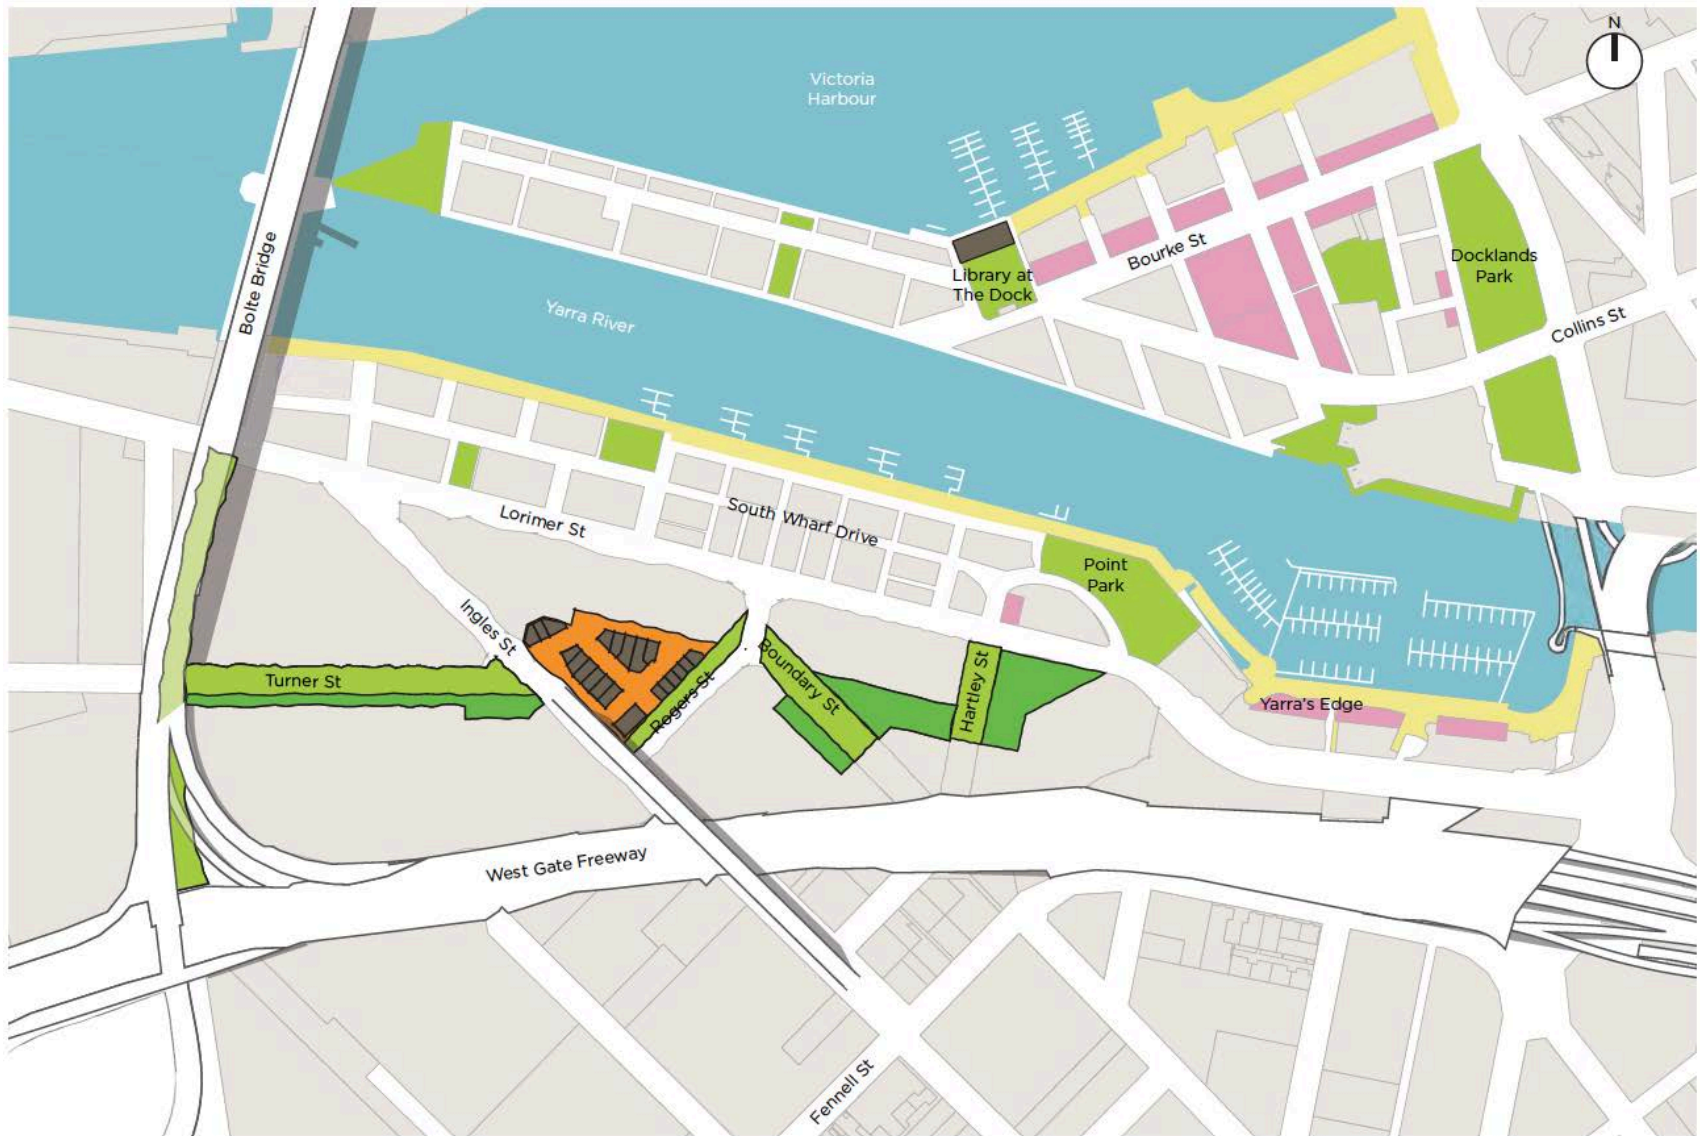 N
Victoria
Harbour
Bolte Bridge
Yarra River
Library at
The Dock
Bourke St
Docklands
Park
Collins St
Lorimer St
South Wharf Drive
Point
Park
Ingles St
Turner St
Rogers St
Boundary St
Hartley St
Yarra's Edge
West Gate Freeway
Fennell St